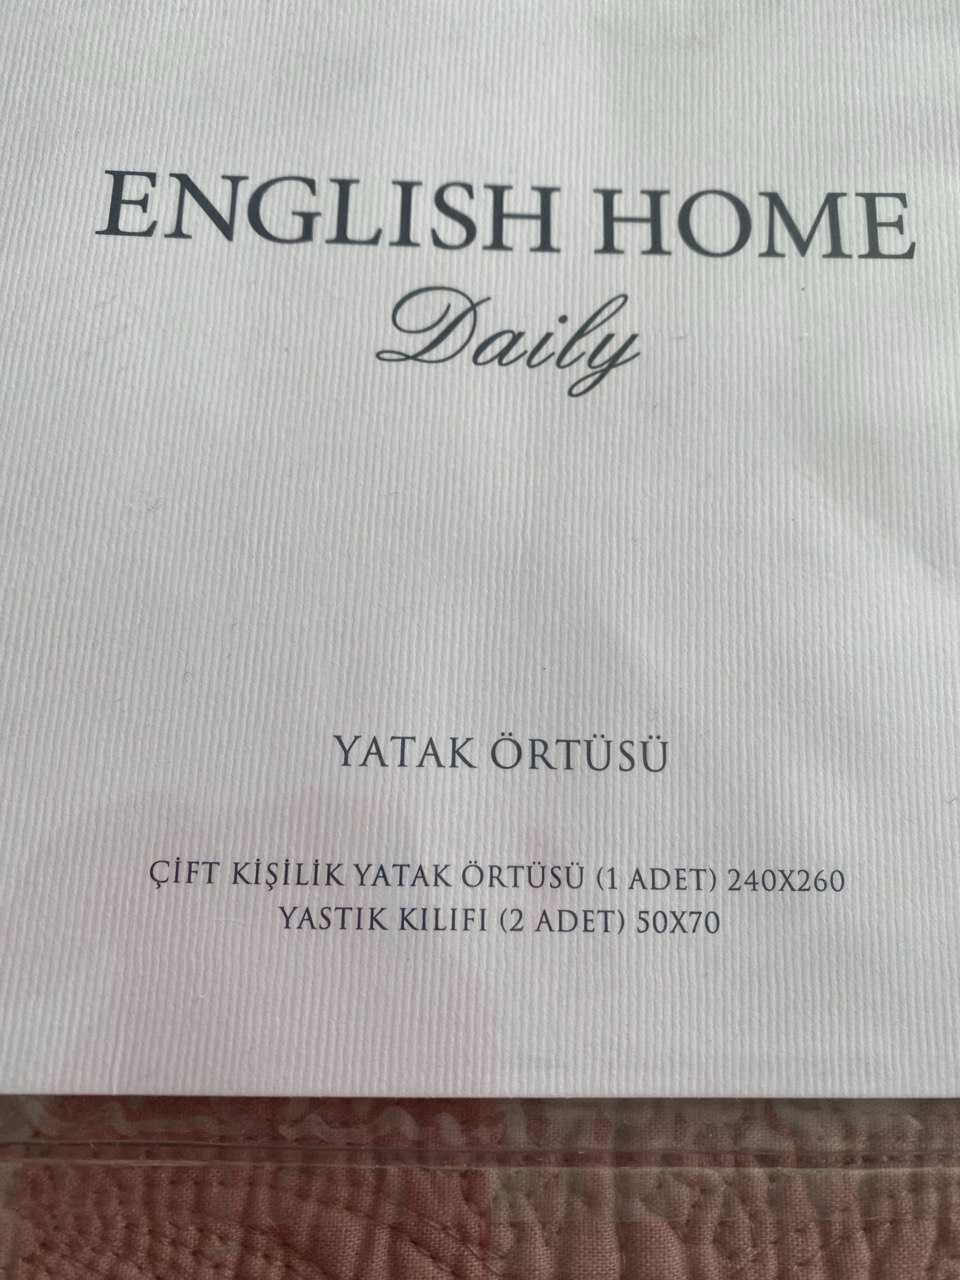 ENGLISH HOME
Daily
YATAK ÖRTÜSÜ
ÇİFT KİŞİLİK YATAK ÖRTÜSÜ (1 ADET) 240X260
YASTIK KILIFI (2 ADET) 50X70